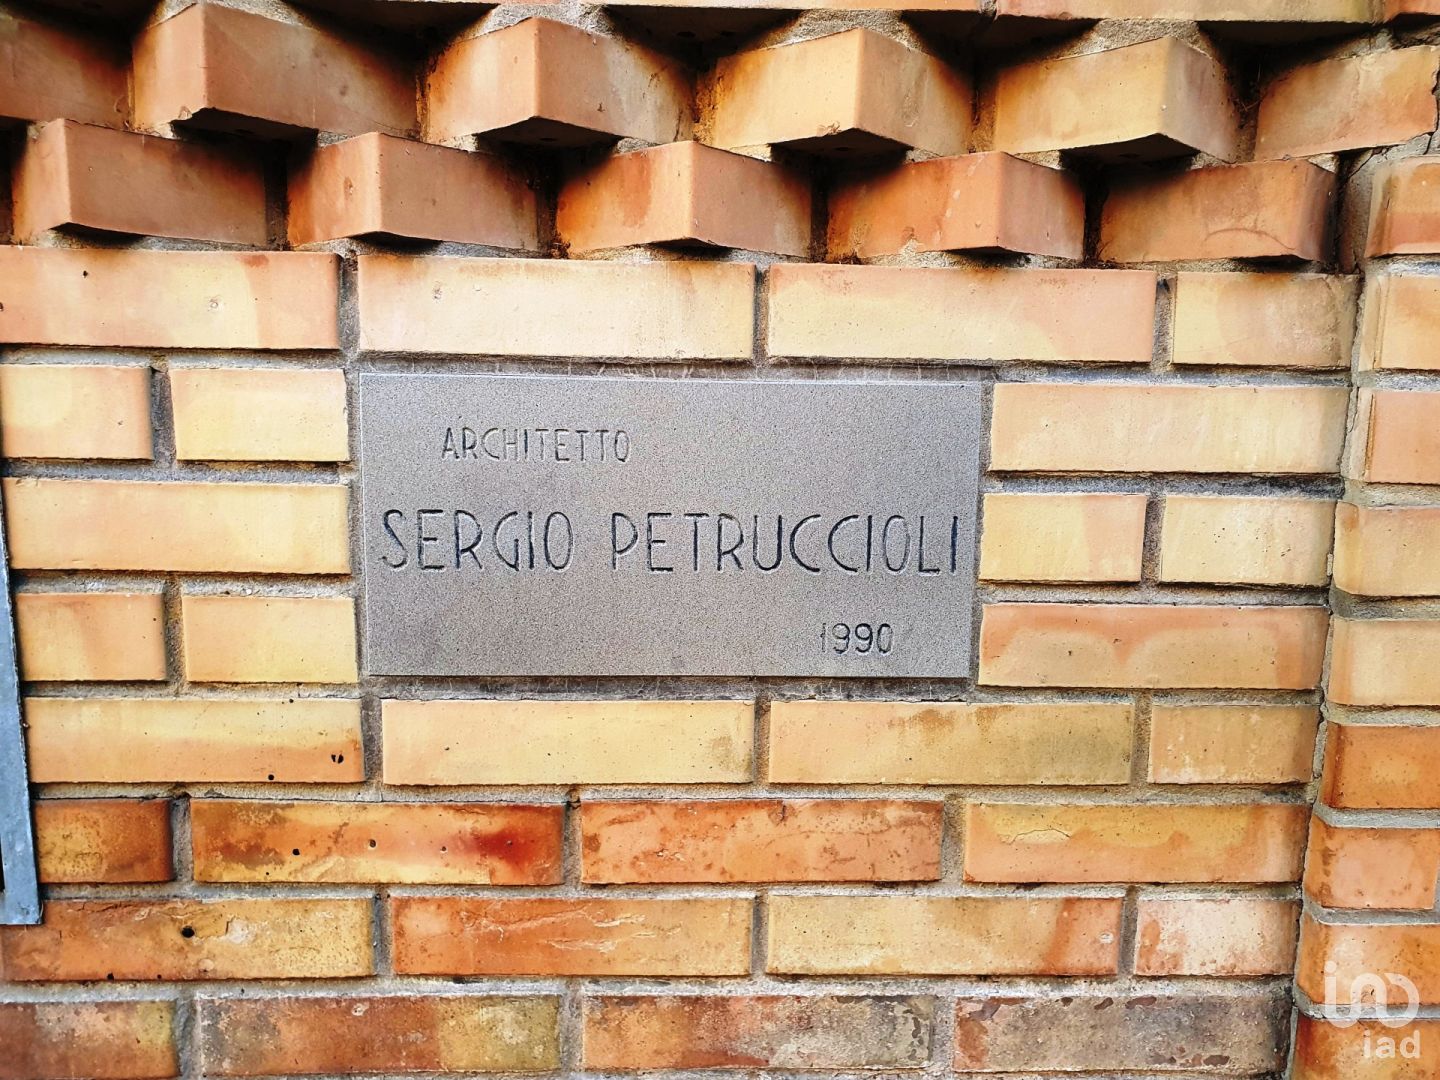 ARCHITETTO
SERGIO PETRUCCIOLI
1990
iad